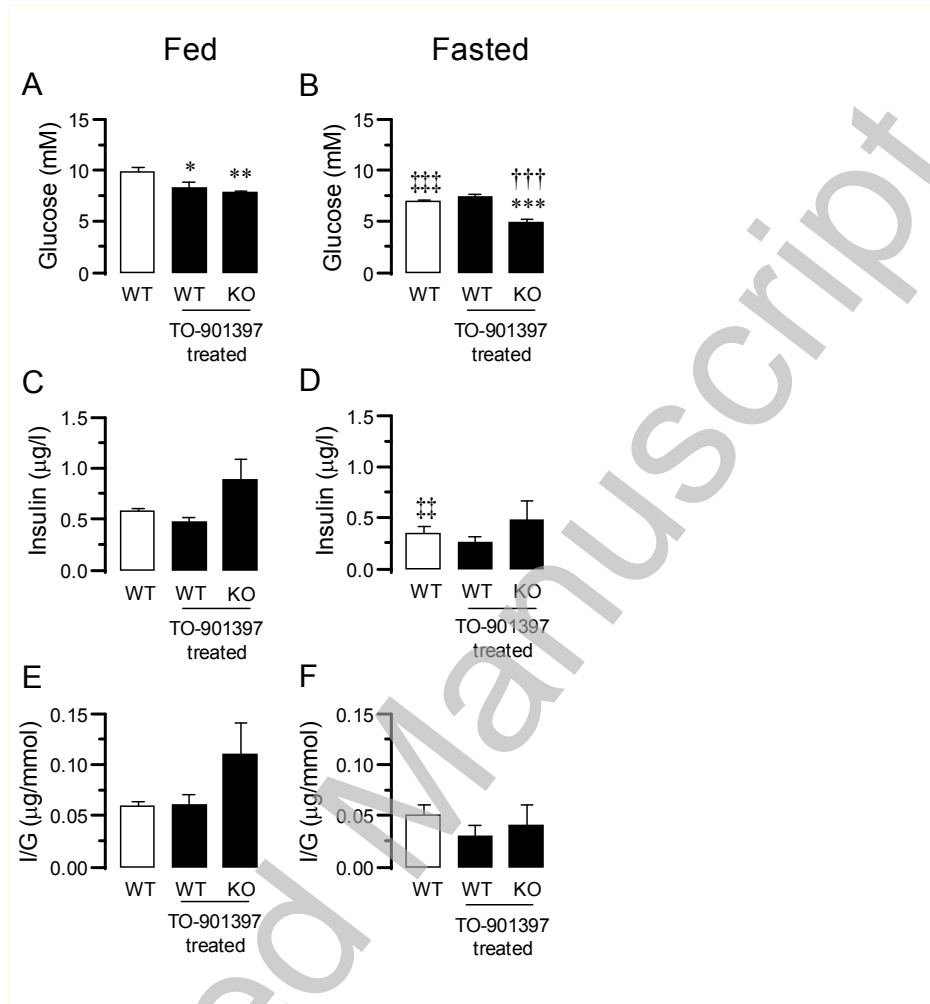 Fed
Fasted
A
Glucose (mM)
15
10
5
0
*
**
WT
WT
KO
TO-901397
treated
B
Glucose (mM)
15
10
5
0
‡‡‡
†††
***
WT
WT
KO
TO-901397
treated
C
Insulin (μg/l)
1.5
1.0
0.5
0.0
WT
WT
KO
TO-901397
treated
D
Insulin (μg/l)
1.5
1.0
0.5
0.0
‡‡
WT
WT
KO
TO-901397
treated
E
I/G (μg/mmol)
0.15
0.10
0.05
0.00
WT
WT
KO
TO-901397
treated
F
I/G (μg/mmol)
0.15
0.10
0.05
0.00
WT
WT
KO
TO-901397
treated
ed Manuscript